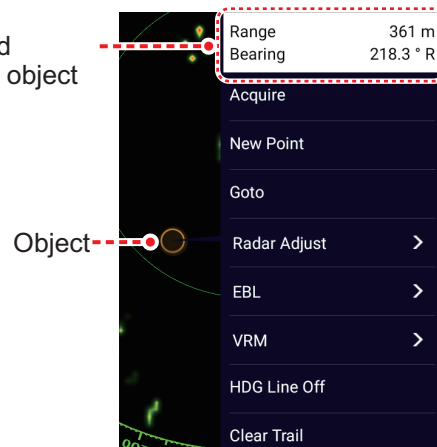 d
object
Range 361 m
Bearing 218.3 ° R
Acquire
New Point
Goto
Object
Radar Adjust
EBL
VRM
HDG Line Off
Clear Trail